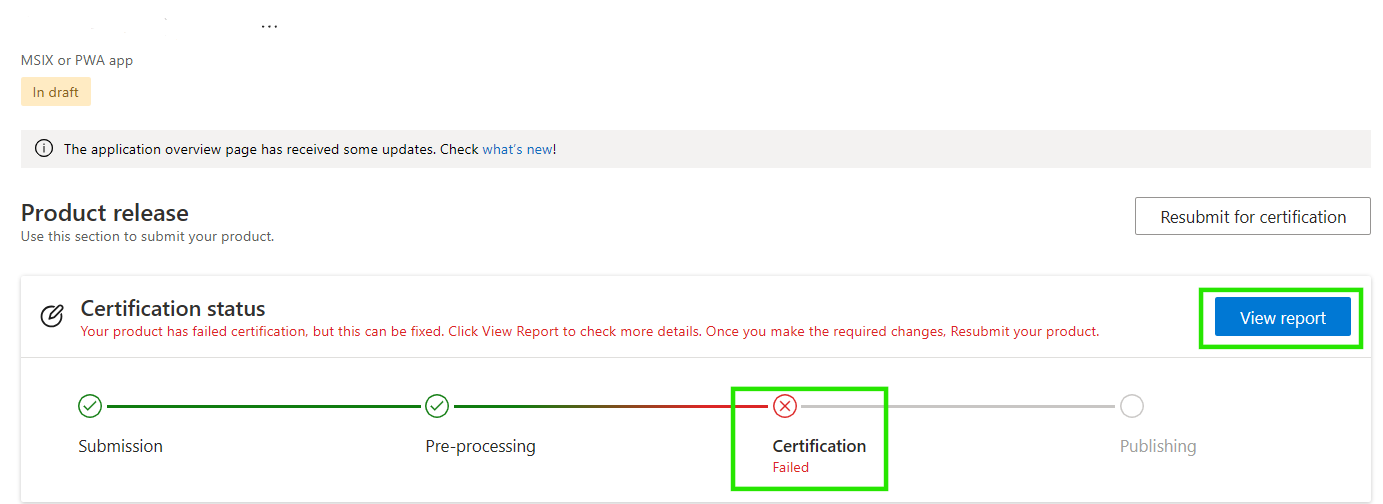 ...
MSIX or PWA app
In draft
The application overview page has received some updates. Check what's new!
Product release
Resubmit for certification
Use this section to submit your product.
Certification status
Your product has failed certification, but this can be fixed. Click View Report to check more details. Once you make the required changes, Resubmit your product.
View report
Submission
Pre-processing
Certification
Failed
Publishing